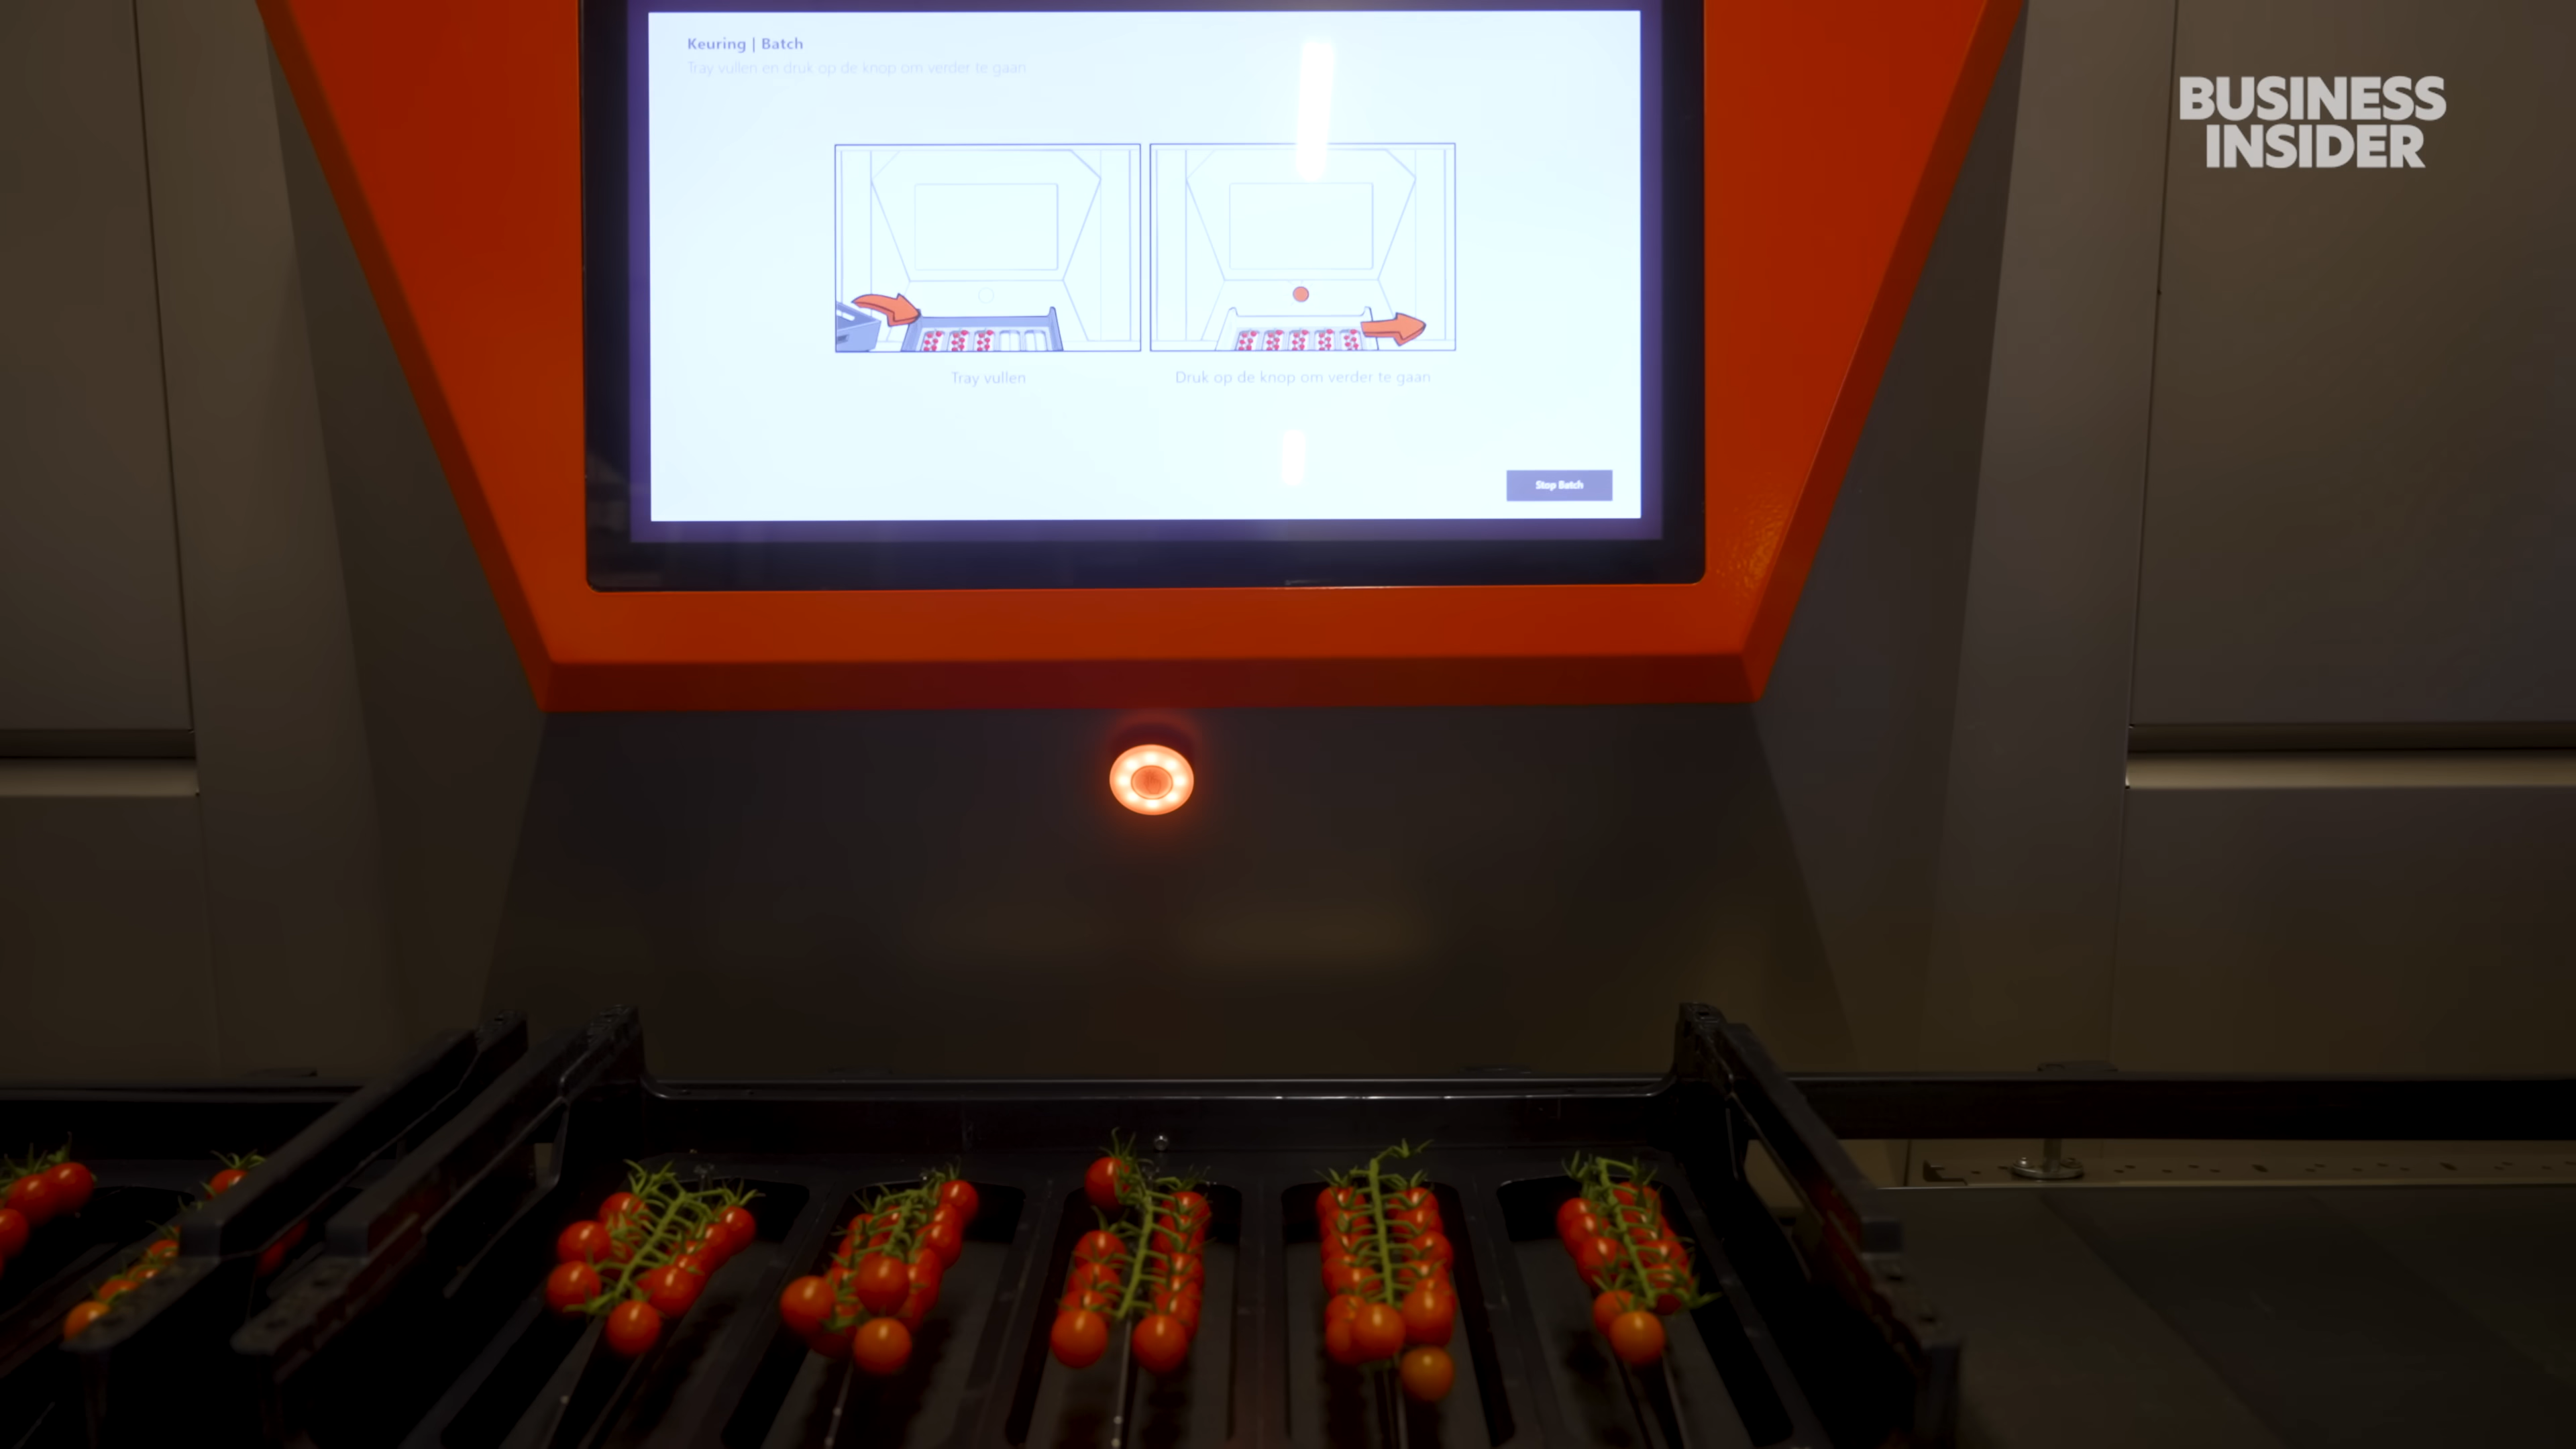 Keuring | Batch
Tray vullen en druk op de knop om verder te gaan
BUSINESS
INSIDER
Tray vullen
Druk op de knop om verder te gaan
Stop Batch